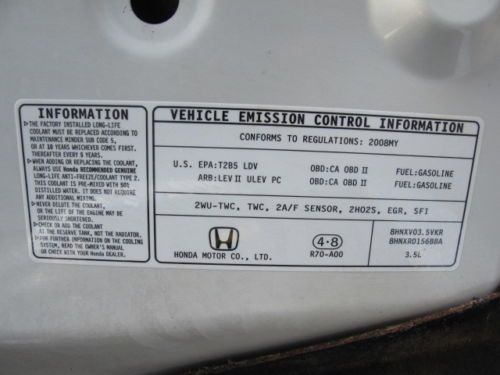 INFORMATION
▷THE FACTORY INSTALLED LONG-LIFE
COOLANT MUST BE REPLACED ACCORDING TO
MAINTENANCE MINDER SUB CODE 5,
OR AT 10 YEARS WHICHEVER COMES FIRST.
THEREAFTER EVERY 5 YEARS.
▷WHEN ADDING OR REPLACING THE COOLANT,
ALWAYS USE Honda RECOMMENDED GENUINE
LONG-LIFE ANTI-FREEZE/COOLANT TYPE 2.
THIS COOLANT IS PRE-MIXED WITH 50%
DISTILLED WATER. IT DOES NOT REQUIRE
ANY ADDITIONAL MIXING.
▷NEVER ADD WATER,
OR THE LIFE OF THE ENGINE MAY BE
SERIOUSLY SHORTENED.
▷CHECK AND ADD COOLANT
AT THE RESERVE TANK, NOT THE RADIATOR.
▷FOR FURTHER INFORMATION ON THE COOLING
SYSTEM, READ THE OWNER'S MANUAL
OR CHECK WITH YOUR Honda DEALER.
VEHICLE EMISSION CONTROL INFORMATION
CONFORMS TO REGULATIONS: 2008MY
U.S. EPA:T2B5 LDV OBD:CA OBD II FUEL:GASOLINE
ARB:LEV II ULEV PC OBD:CA OBD II FUEL:GASOLINE
2WU-TWC, TWC, 2A/F SENSOR, 2HO2S, EGR, SFI
HONDA MOTOR CO., LTD.
4·8
R70-A00
8HNXV03.5VKR
8HNXR0156BBA
3.5L